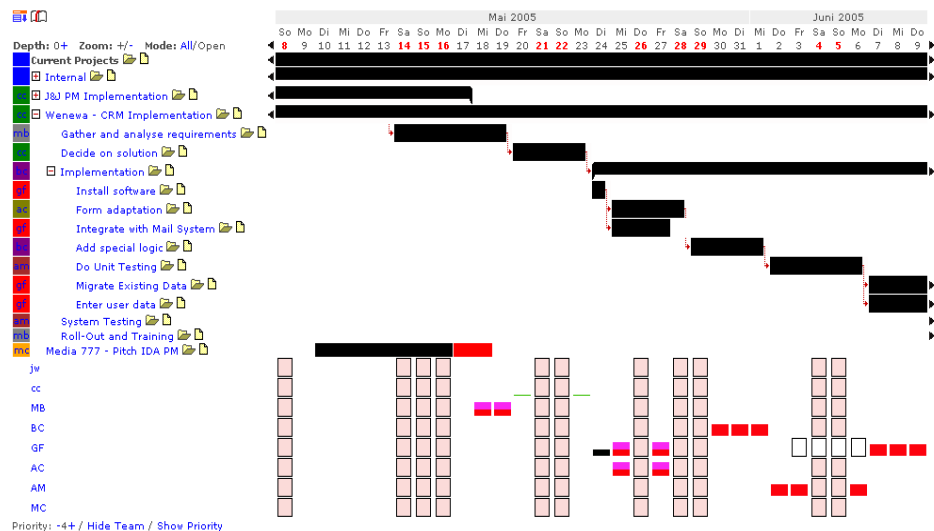 Mai 2005 Juni 2005
So Mo Di Mi Do Fr Sa So Mo Di Mi Do Fr Sa So Mo Di Mi Do Fr Sa So Mo Di Mi Do Fr Sa So Mo Di Mi Do
Depth: 0+ Zoom: +/- Mode: All/Open 8 9 10 11 12 13 14 15 16 17 18 19 20 21 22 23 24 25 26 27 28 29 30 31 1 2 3 4 5 6 7 8 9
Current Projects
Internal
cc J&J PM Implementation
cc Wenewa - CRM Implementation
mb Gather and analyse requirements
cc Decide on solution
bc Implementation
gf Install software
ac Form adaptation
gf Integrate with Mail System
bc Add special logic
am Do Unit Testing
gf Migrate Existing Data
gf Enter user data
am System Testing
mb Roll-Out and Training
mc Media 777 - Pitch IDA PM
jw
cc
MB
BC
GF
AC
AM
MC
Priority: -4+ / Hide Team / Show Priority